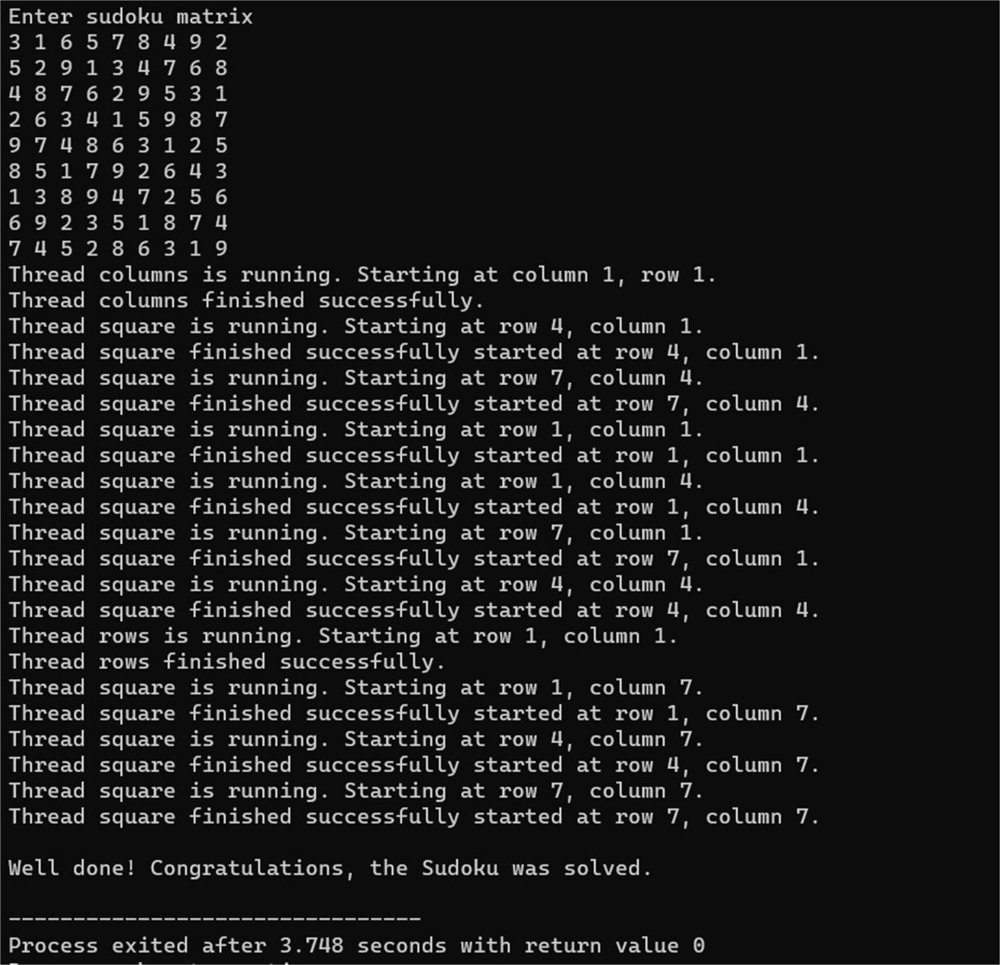 Enter sudoku matrix
3 1 6 5 7 8 4 9 2
5 2 9 1 3 4 7 6 8
4 8 7 6 2 9 5 3 1
2 6 3 4 1 5 9 8 7
9 7 4 8 6 3 1 2 5
8 5 1 7 9 2 6 4 3
1 3 8 9 4 7 2 5 6
6 9 2 3 5 1 8 7 4
7 4 5 2 8 6 3 1 9
Thread columns is running. Starting at column 1, row 1.
Thread columns finished successfully.
Thread square is running. Starting at row 4, column 1.
Thread square finished successfully started at row 4, column 1.
Thread square is running. Starting at row 7, column 4.
Thread square finished successfully started at row 7, column 4.
Thread square is running. Starting at row 1, column 1.
Thread square finished successfully started at row 1, column 1.
Thread square is running. Starting at row 1, column 4.
Thread square finished successfully started at row 1, column 4.
Thread square is running. Starting at row 7, column 1.
Thread square finished successfully started at row 7, column 1.
Thread square is running. Starting at row 4, column 4.
Thread square finished successfully started at row 4, column 4.
Thread rows is running. Starting at row 1, column 1.
Thread rows finished successfully.
Thread square is running. Starting at row 1, column 7.
Thread square finished successfully started at row 1, column 7.
Thread square is running. Starting at row 4, column 7.
Thread square finished successfully started at row 4, column 7.
Thread square is running. Starting at row 7, column 7.
Thread square finished successfully started at row 7, column 7.
Well done! Congratulations, the Sudoku was solved.
--------------------------------
Process exited after 3.748 seconds with return value 0